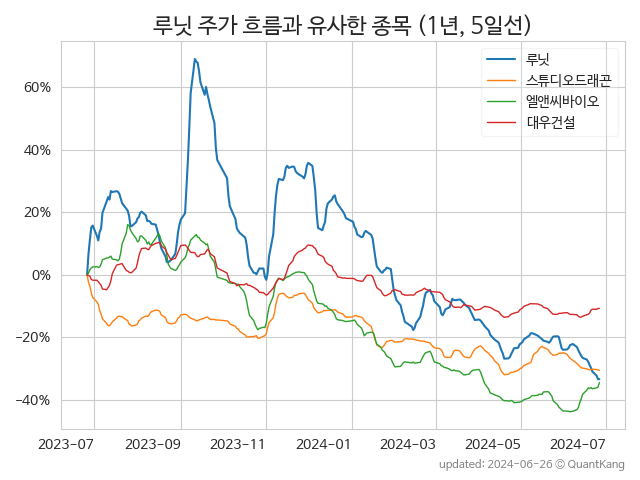 루닛 주가 흐름과 유사한 종목 (1년, 5일선)
루닛
스튜디오드래곤
엘앤씨바이오
대우건설
60%
40%
20%
0%
−20%
−40%
2023-07
2023-09
2023-11
2024-01
2024-03
2024-05
2024-07
updated: 2024-06-26 © QuantKang